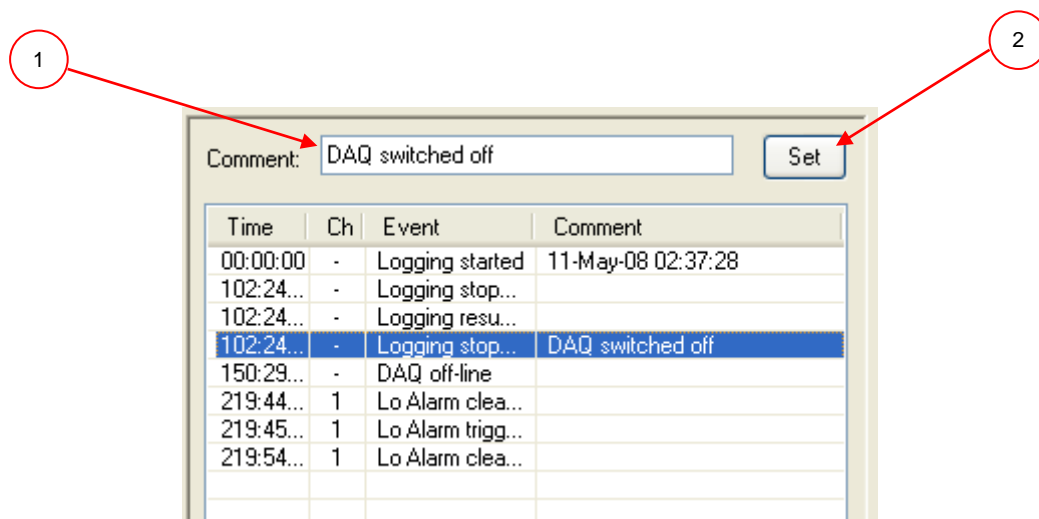 1
2
Comment: DAQ switched off Set
Time Ch Event Comment
00:00:00 - Logging started 11-May-08 02:37:28
102:24... - Logging stop...
102:24... - Logging resu...
102:24... - Logging stop... DAQ switched off
150:29... - DAQ off-line
219:44... 1 Lo Alarm clea...
219:45... 1 Lo Alarm trigg...
219:54... 1 Lo Alarm clea...